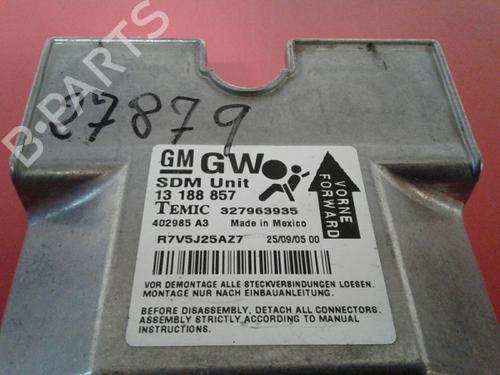 B-PARTS
27879
GM GW
SDM Unit
13 188 857
TEMIC 327963935
402985 A3 Made in Mexico
R7V5J25AZ7 25/09/05 00
VORNE
FORWARD
VOR DEMONTAGE ALLE STECKVERBINDUNGEN LOESEN.
MONTAGE NUR NACH EINBAUANLEITUNG.
BEFORE DISASSEMBLY, DETACH ALL CONNECTORS.
ASSEMBLY STRICTLY ACCORDING TO MANUAL
INSTRUCTIONS.